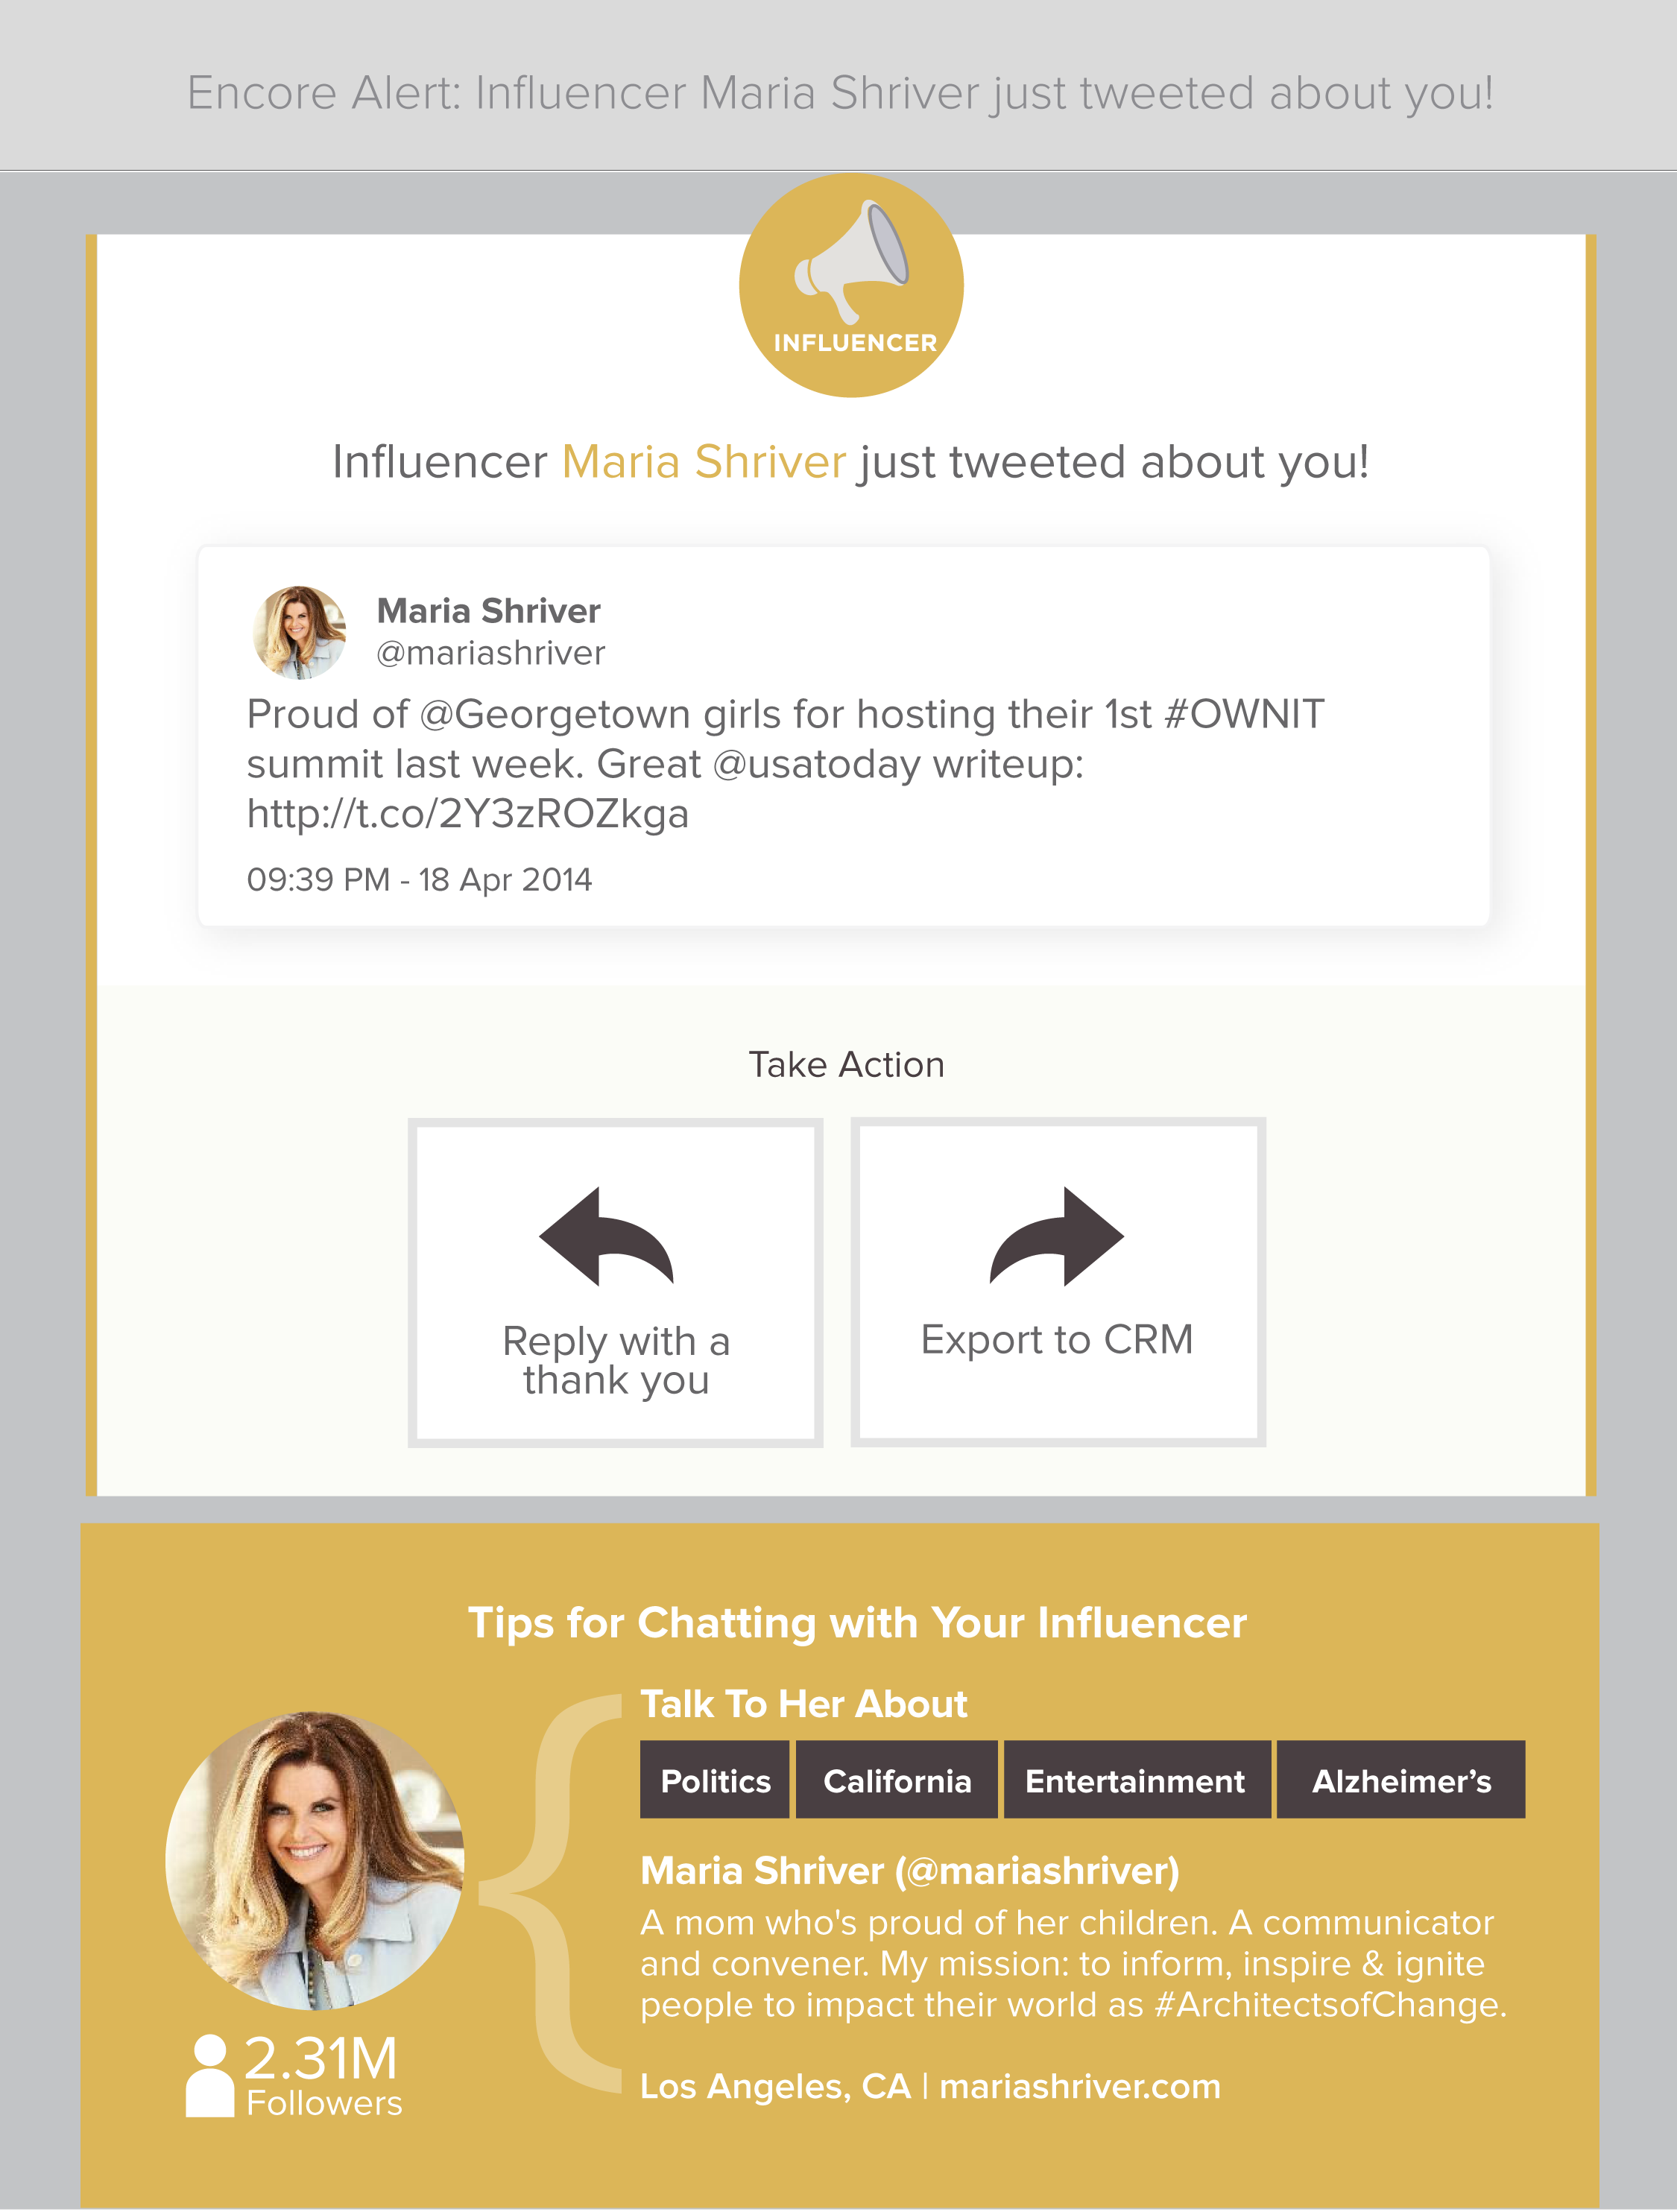 Encore Alert: Influencer Maria Shriver just tweeted about you!
INFLUENCER
Influencer Maria Shriver just tweeted about you!
Maria Shriver
@mariashriver
Proud of @Georgetown girls for hosting their 1st #OWNIT
summit last week. Great @usatoday writeup:
http://t.co/2Y3zROZkga
09:39 PM - 18 Apr 2014
Take Action
Reply with a
thank you
Export to CRM
Tips for Chatting with Your Influencer
Talk To Her About
Politics California Entertainment Alzheimer’s
Maria Shriver (@mariashriver)
A mom who's proud of her children. A communicator
and convener. My mission: to inform, inspire & ignite
people to impact their world as #ArchitectsofChange.
Los Angeles, CA | mariashriver.com
2.31M
Followers